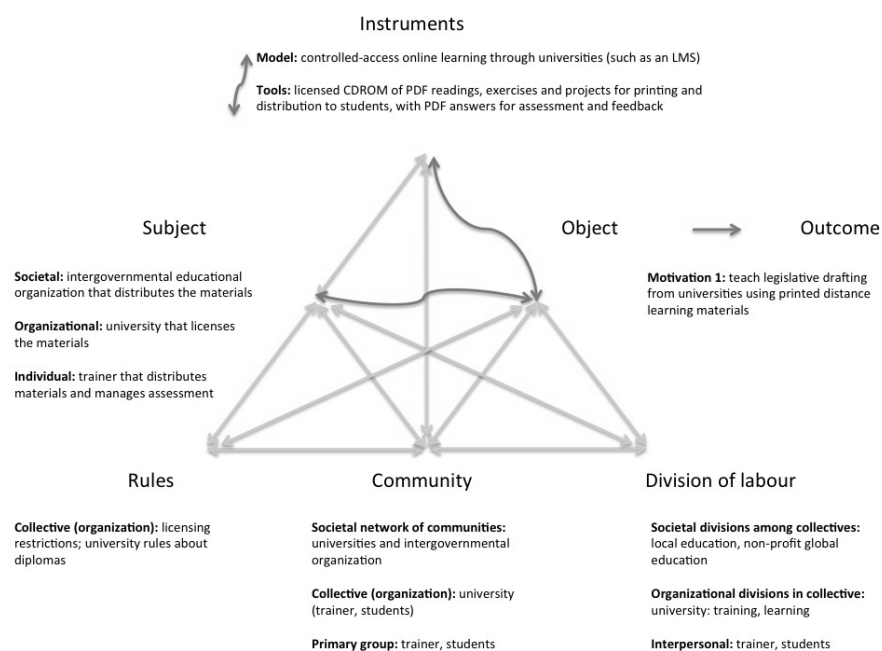 Instruments
Model: controlled-access online learning through universities (such as an LMS)
Tools: licensed CDROM of PDF readings, exercises and projects for printing and
distribution to students, with PDF answers for assessment and feedback
Subject
Object
Outcome
Societal: intergovernmental educational
organization that distributes the materials
Organizational: university that licenses
the materials
Individual: trainer that distributes
materials and manages assessment
Motivation 1: teach legislative drafting
from universities using printed distance
learning materials
Rules
Community
Division of labour
Collective (organization): licensing
restrictions; university rules about
diplomas
Societal network of communities:
universities and intergovernmental
organization
Collective (organization): university
(trainer, students)
Primary group: trainer, students
Societal divisions among collectives:
local education, non-profit global
education
Organizational divisions in collective:
university: training, learning
Interpersonal: trainer, students